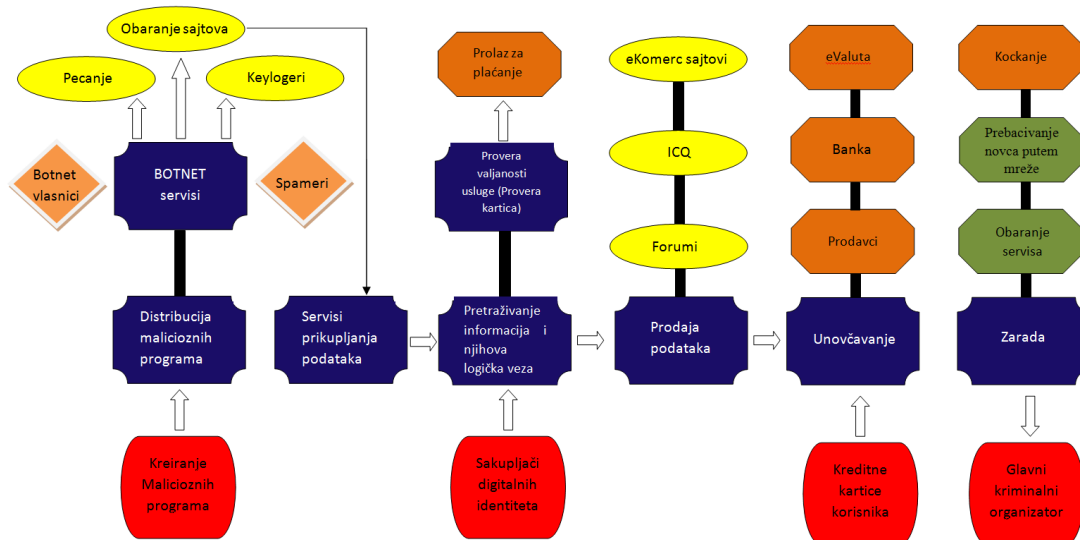 Obaranje sajtova
Pecanje
Keylogeri
Botnet
vlasnici
BOTNET
servisi
Spameri
Distribucija
malicioznih
programa
Kreiranje
Malicioznih
programa
Servisi
prikupljanja
podataka
Prolaz za
plaćanje
Provera
valjanosti
usluge (Provera
kartica)
Pretraživanje
informacija i
njihova
logička veza
Sakupljači
digitalnih
identiteta
eKomerc sajtovi
ICQ
Forumi
Prodaja
podataka
eValuta
Banka
Prodavci
Unovčavanje
Kreditne
kartice
korisnika
Kockanje
Prebacivanje
novca putem
mreže
Obaranje
servisa
Zarada
Glavni
kriminalni
organizator